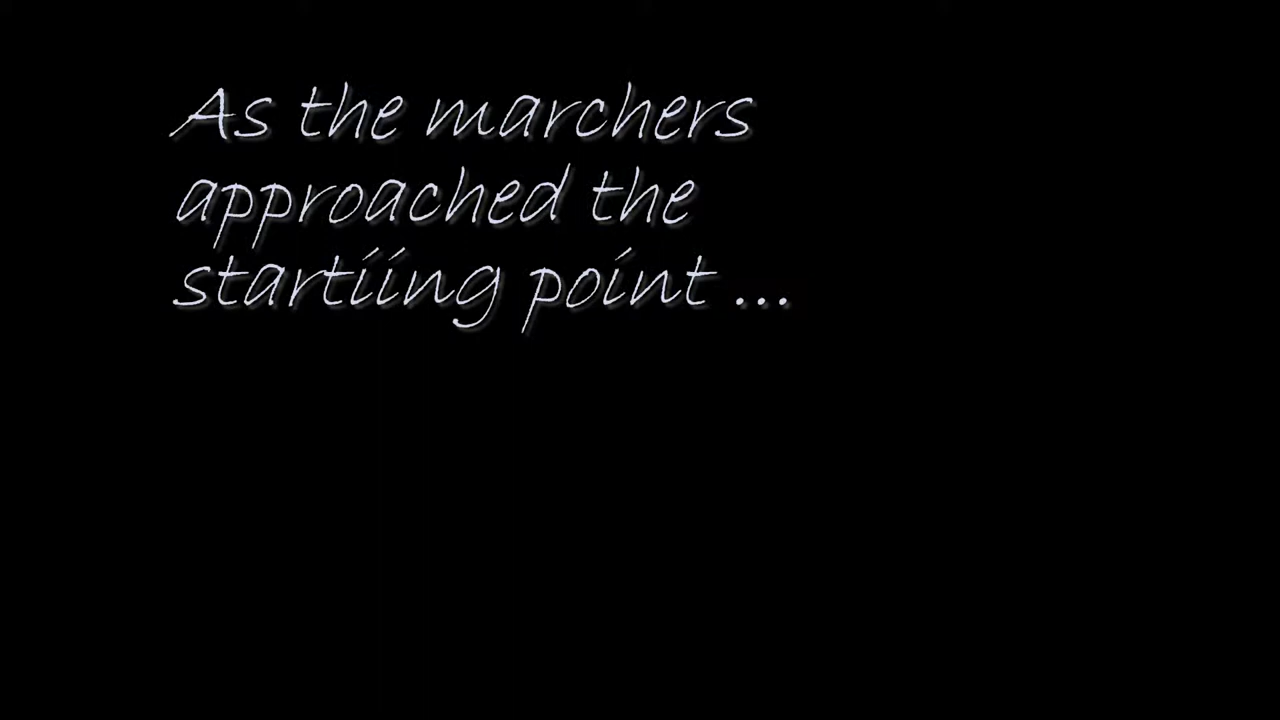 As the marchers
approached the
startiing point ...